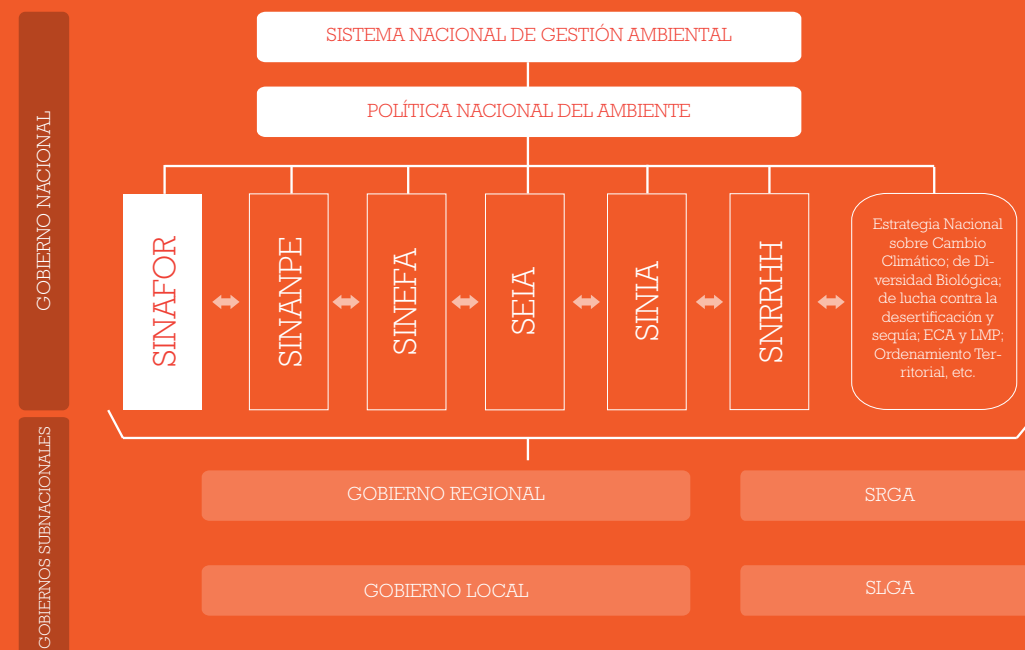 SISTEMA NACIONAL DE GESTIÓN AMBIENTAL
POLÍTICA NACIONAL DEL AMBIENTE
GOBIERNO NACIONAL
SINAFOR
SINANPE
SINEFA
SEIA
SINIA
SNRRHH
Estrategia Nacional
sobre Cambio
Climático; de Di-
versidad Biológica;
de lucha contra la
desertificación y
sequía; ECA y LMP;
Ordenamiento Ter-
ritorial, etc.
GOBIERNOS SUBNACIONALES
GOBIERNO REGIONAL
SRGA
GOBIERNO LOCAL
SLGA